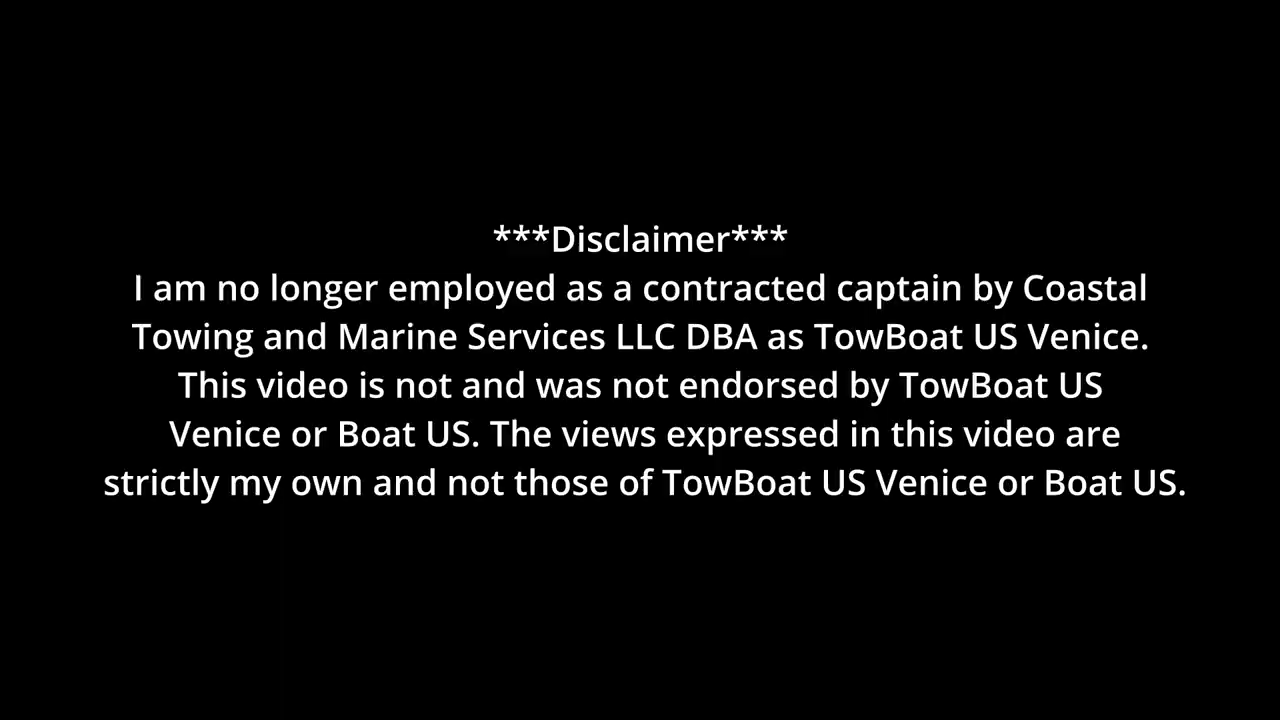 ***Disclaimer***
I am no longer employed as a contracted captain by Coastal
Towing and Marine Services LLC DBA as TowBoat US Venice.
This video is not and was not endorsed by TowBoat US
Venice or Boat US. The views expressed in this video are
strictly my own and not those of TowBoat US Venice or Boat US.